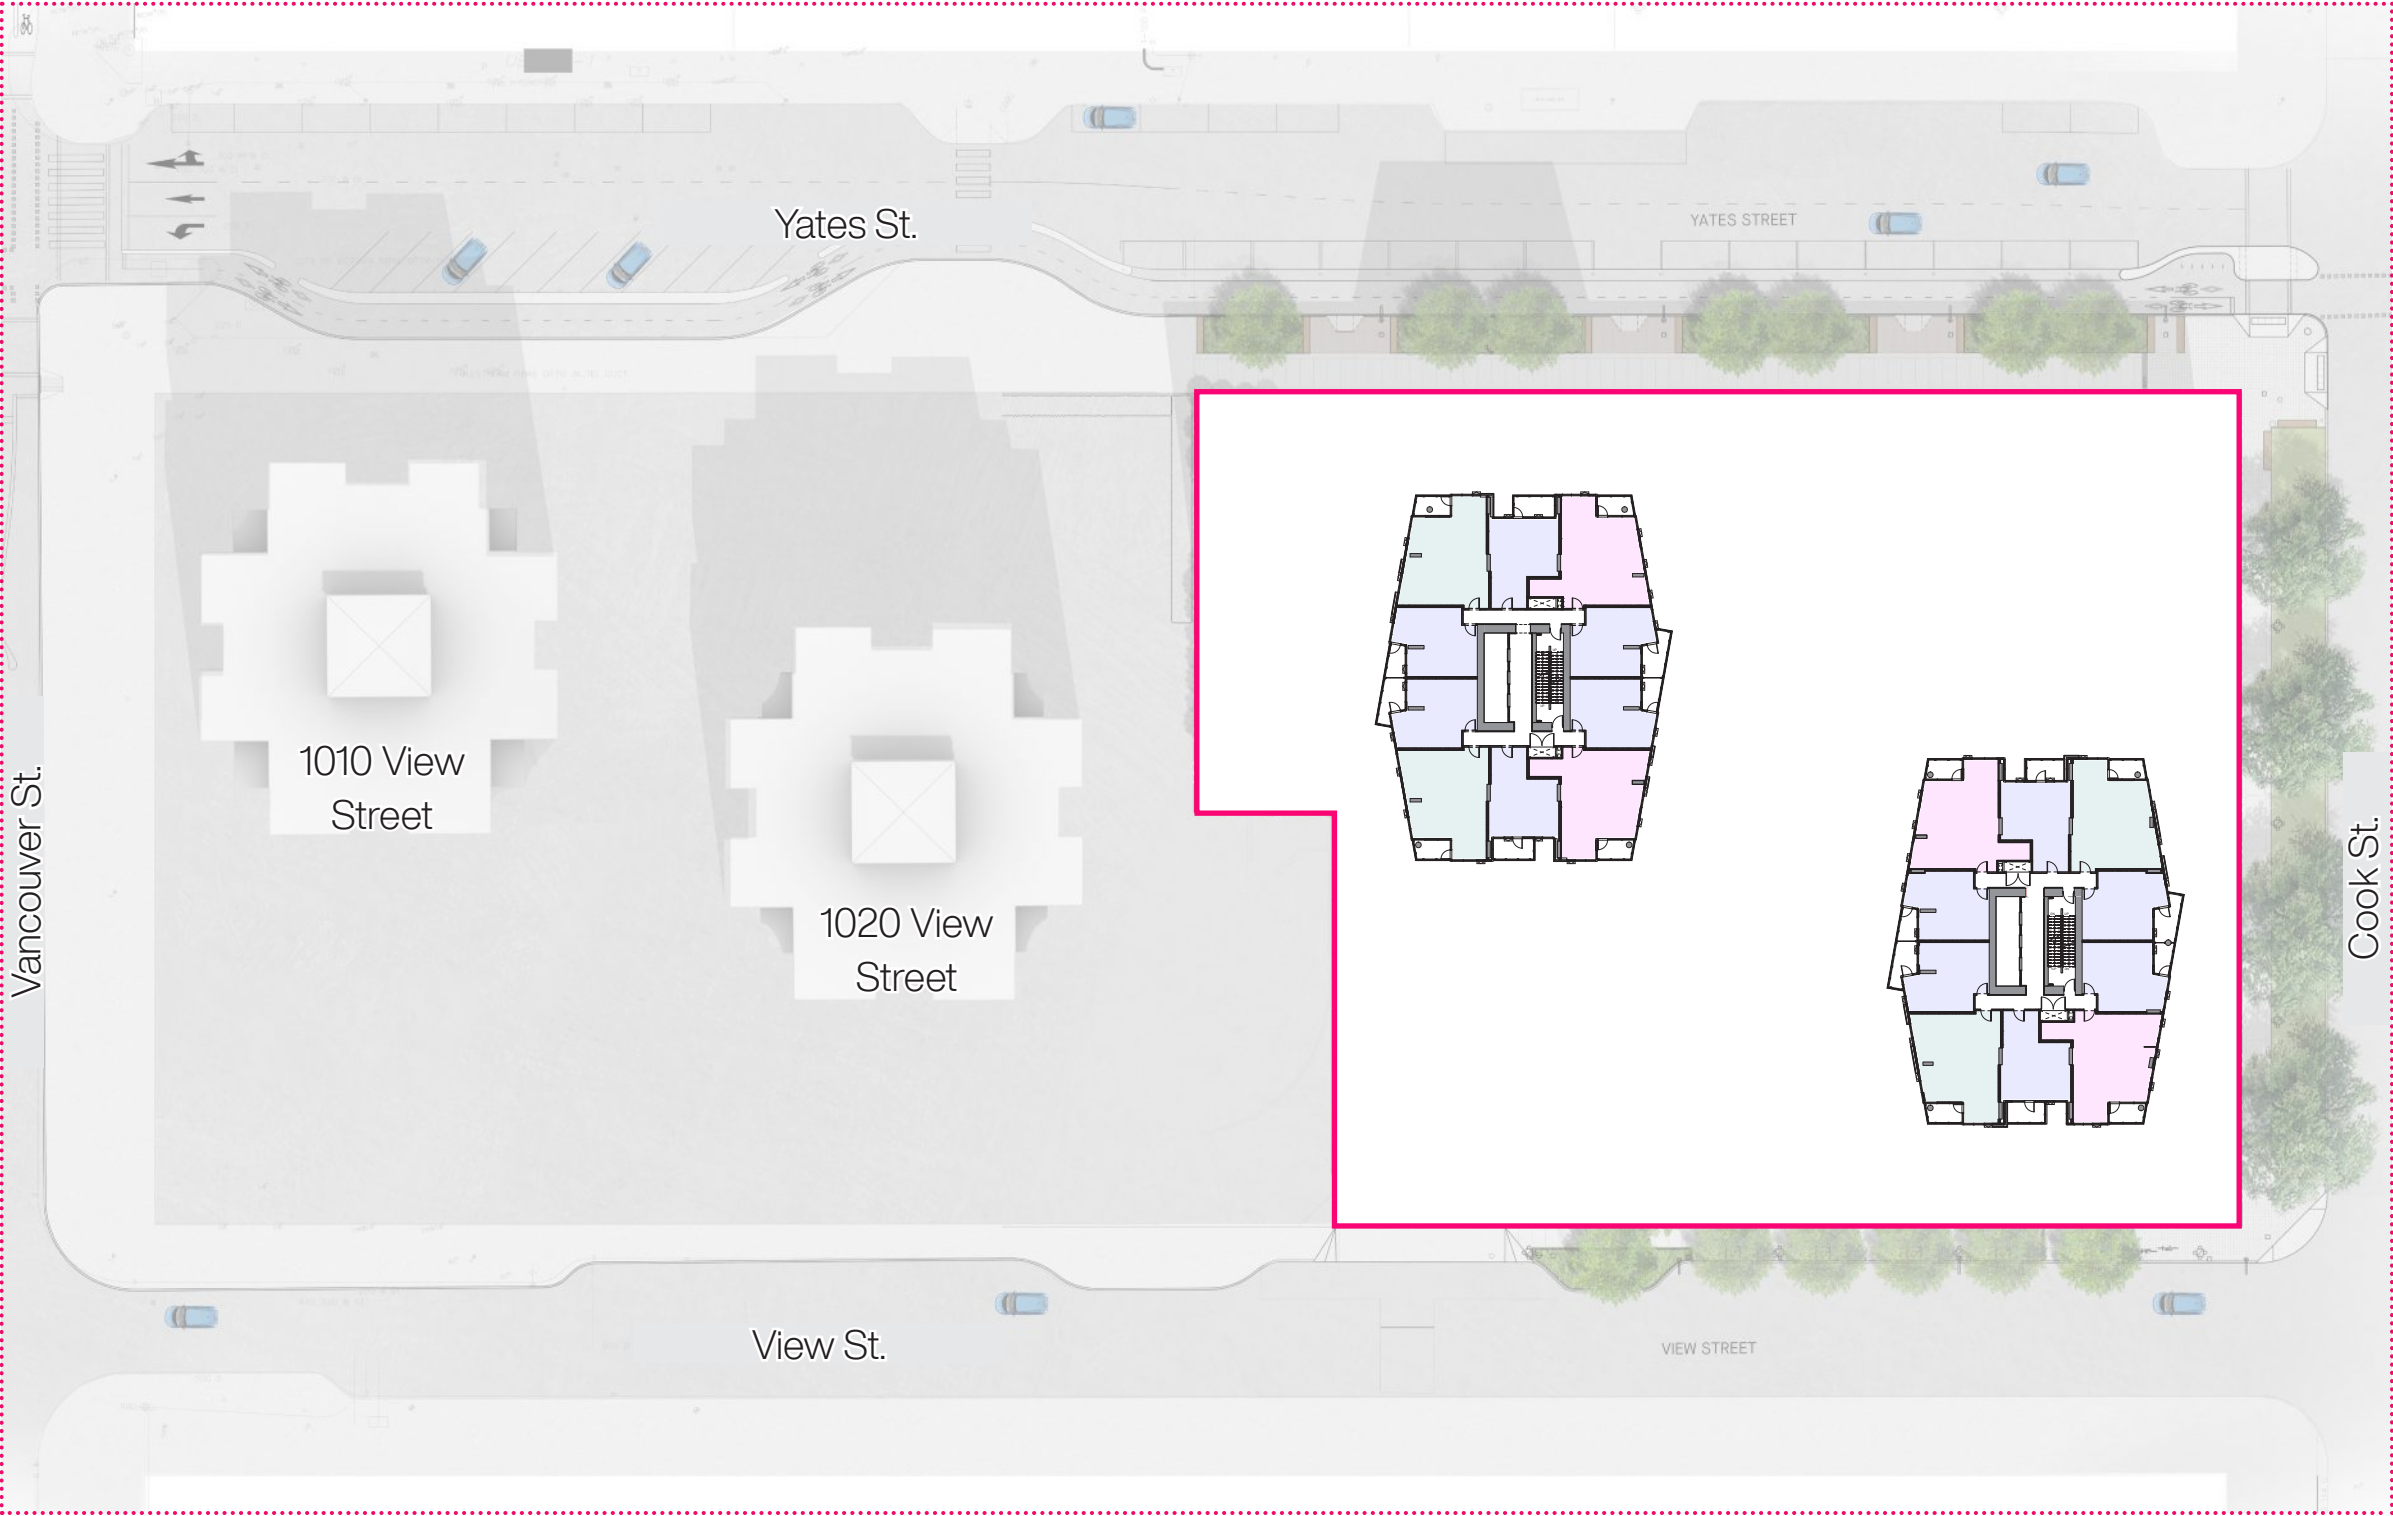 Yates St.
YATES STREET
1010 View
Street
1020 View
Street
Vancouver St.
Cook St.
View St.
VIEW STREET